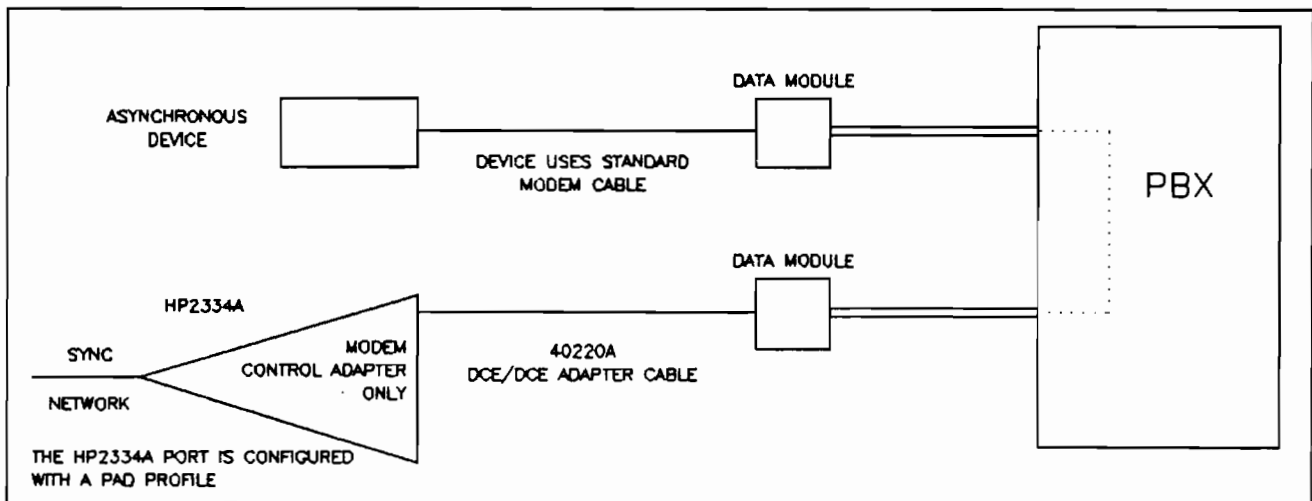 DATA MODULE
ASYNCHRONOUS
DEVICE
DEVICE USES STANDARD
MODEM CABLE
PBX
DATA MODULE
HP2334A
SYNC
NETWORK
MODEM
CONTROL ADAPTER
ONLY
40220A
DCE/DCE ADAPTER CABLE
THE HP2334A PORT IS CONFIGURED
WITH A PAD PROFILE